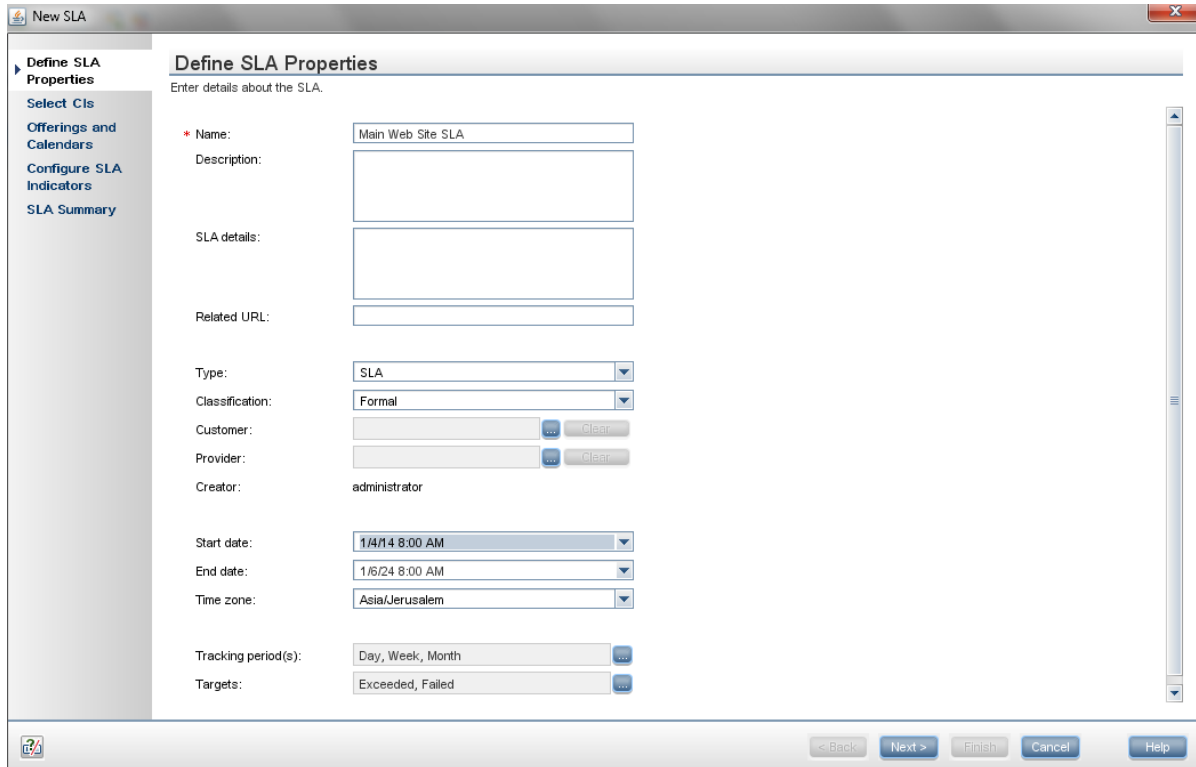 New SLA
Define SLA
Properties
Select CIs
Offerings and
Calendars
Configure SLA
Indicators
SLA Summary
Define SLA Properties
Enter details about the SLA.
* Name: Main Web Site SLA
Description:
SLA details:
Related URL:
Type: SLA
Classification: Formal
Customer: ... Clear
Provider: ... Clear
Creator: administrator
Start date: 1/4/14 8:00 AM
End date: 1/6/24 8:00 AM
Time zone: Asia/Jerusalem
Tracking period(s): Day, Week, Month ...
Targets: Exceeded, Failed ...
< Back Next > Finish Cancel Help